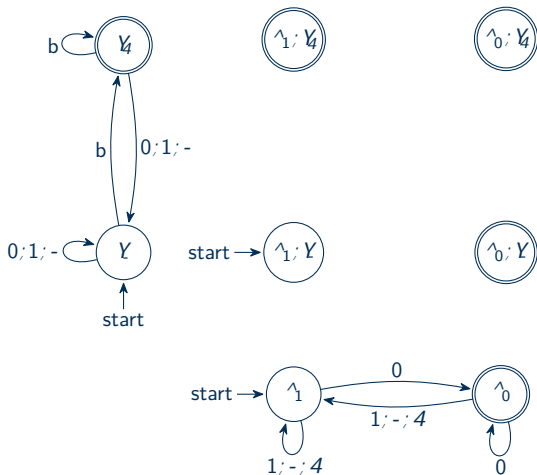 b
Y4
^1;Y4
^0;Y4
b
0;1;-
0;1;-
Y-
start
^1;Y-
^0;Y-
start
start
^1
0
1;-;4
^0
1;-;4
0